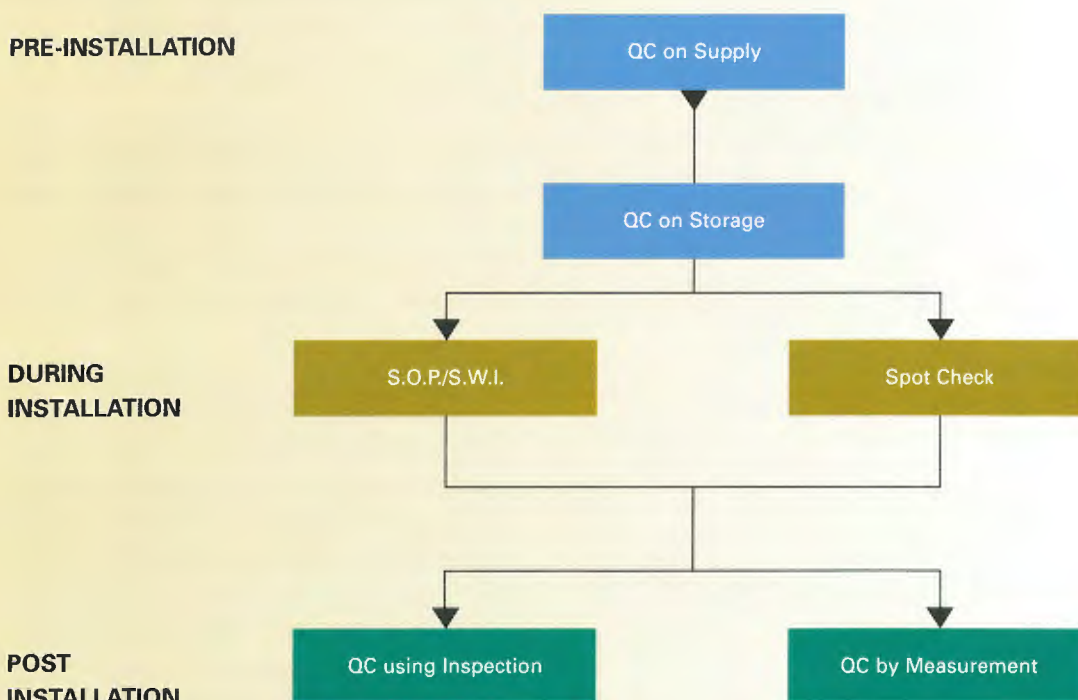 PRE-INSTALLATION
QC on Supply
QC on Storage
DURING
INSTALLATION
S.O.P./S.W.I.
Spot Check
POST
INSTALLATION
QC using Inspection
QC by Measurement